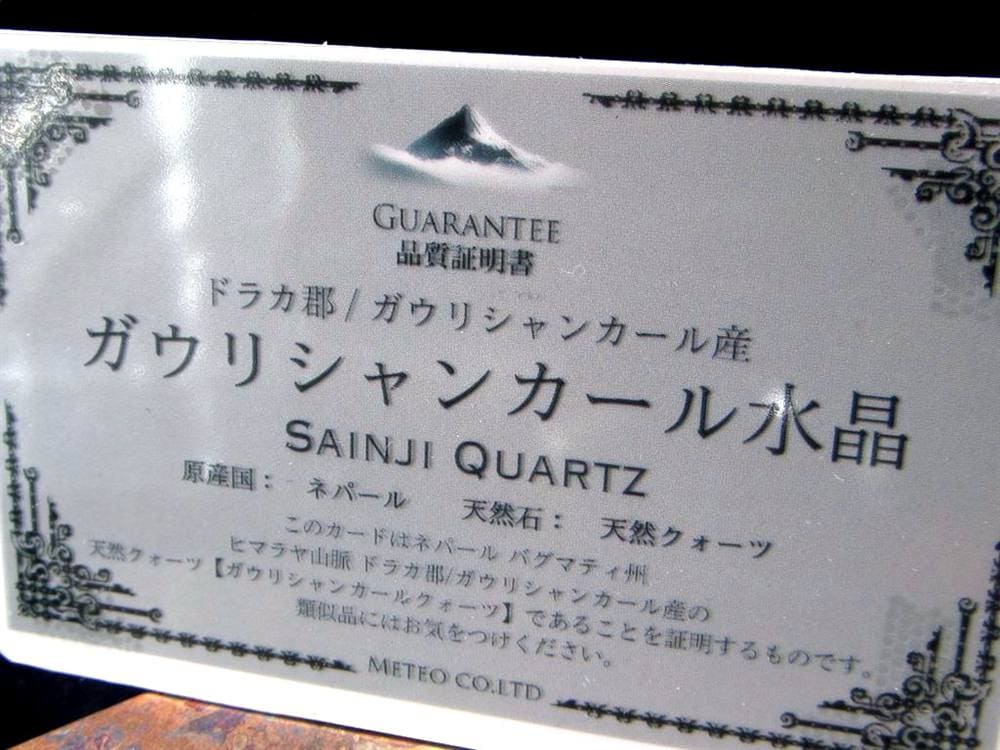 GUARANTEE
品質証明書
ドラカ郡/ガウリシャンカール産
ガウリシャンカール水晶
SAINJI QUARTZ
原産国： ネパール 天然石： 天然クォーツ
このカードはネパール バグマティ州
ヒマラヤ山脈 ドラカ郡/ガウリシャンカール産の
天然クォーツ【ガウリシャンカールクォーツ】であることを証明するものです。
類似品にはお気をつけください。
METEO CO.LTD